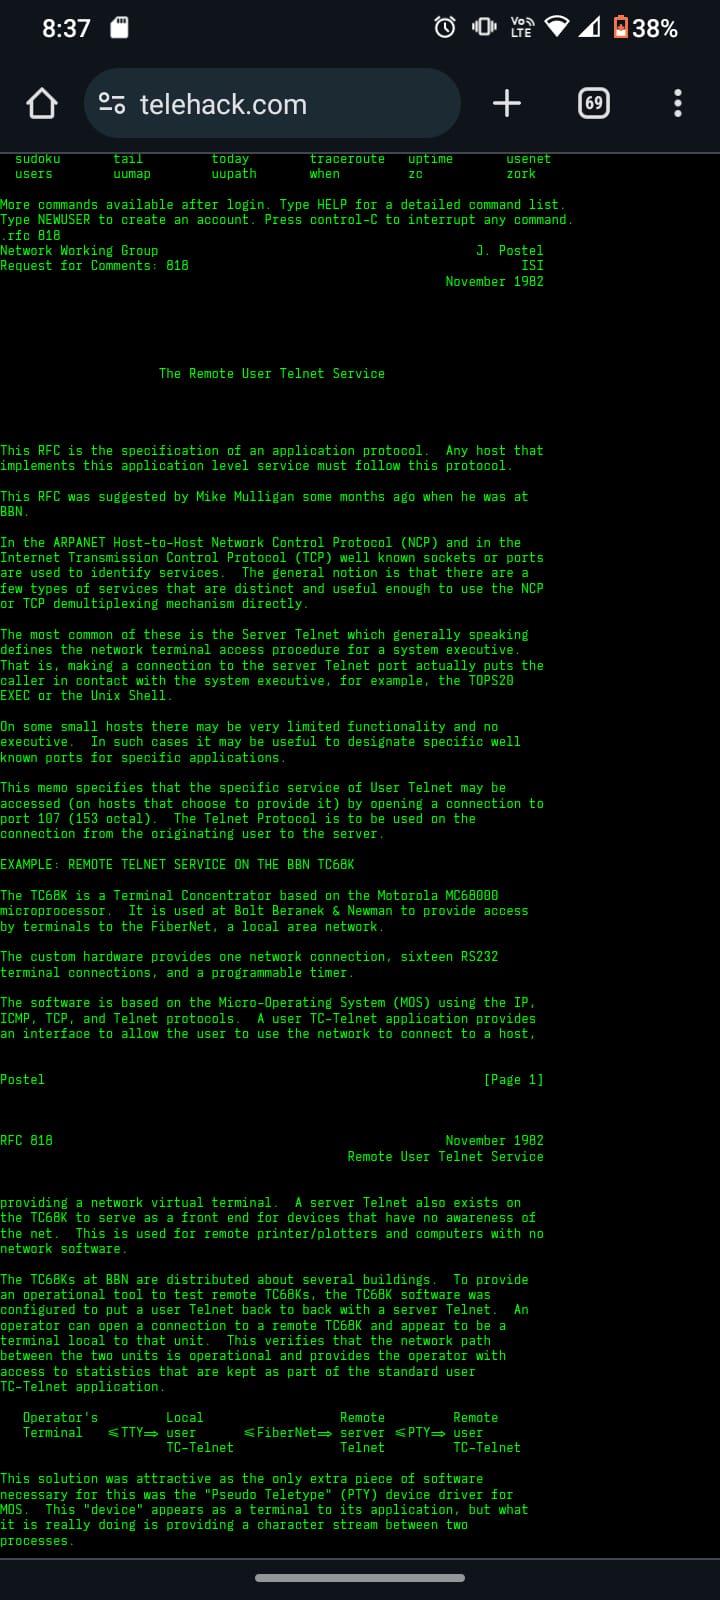 8:37 Vo LTE 38%
telehack.com 69
sudoku tail today traceroute uptime usenet
users uumap uupath when zc zork
More commands available after login. Type HELP for a detailed command list.
Type NEWUSER to create an account. Press control-C to interrupt any command.
.rfc 818
Network Working Group J. Postel
Request for Comments: 818 ISI
November 1982
The Remote User Telnet Service
This RFC is the specification of an application protocol.  Any host that
implements this application level service must follow this protocol.
This RFC was suggested by Mike Mulligan some months ago when he was at
BBN.
In the ARPANET Host-to-Host Network Control Protocol (NCP) and in the
Internet Transmission Control Protocol (TCP) well known sockets or ports
are used to identify services.  The general notion is that there are a
few types of services that are distinct and useful enough to use the NCP
or TCP demultiplexing mechanism directly.
The most common of these is the Server Telnet which generally speaking
defines the network terminal access procedure for a system executive.
That is, making a connection to the server Telnet port actually puts the
caller in contact with the system executive, for example, the TOPS20
EXEC or the Unix Shell.
On some small hosts there may be very limited functionality and no
executive.  In such cases it may be useful to designate specific well
known ports for specific applications.
This memo specifies that the specific service of User Telnet may be
accessed (on hosts that choose to provide it) by opening a connection to
port 107 (153 octal).  The Telnet Protocol is to be used on the
connection from the originating user to the server.
EXAMPLE: REMOTE TELNET SERVICE ON THE BBN TC68K
The TC68K is a Terminal Concentrator based on the Motorola MC68000
microprocessor.  It is used at Bolt Beranek & Newman to provide access
by terminals to the FiberNet, a local area network.
The custom hardware provides one network connection, sixteen RS232
terminal connections, and a programmable timer.
The software is based on the Micro-Operating System (MOS) using the IP,
ICMP, TCP, and Telnet protocols.  A user TC-Telnet application provides
an interface to allow the user to use the network to connect to a host,
Postel [Page 1]
RFC 818 November 1982
Remote User Telnet Service
providing a network virtual terminal.  A server Telnet also exists on
the TC68K to serve as a front end for devices that have no awareness of
the net.  This is used for remote printer/plotters and computers with no
network software.
The TC68Ks at BBN are distributed about several buildings.  To provide
an operational tool to test remote TC68Ks, the TC68K software was
configured to put a user Telnet back to back with a server Telnet.  An
operator can open a connection to a remote TC68K and appear to be a
terminal local to that unit.  This verifies that the network path
between the two units is operational and provides the operator with
access to statistics that are kept as part of the standard user
TC-Telnet application.
Operator's Local Remote Remote
Terminal <=TTY=> user <=FiberNet=> server <=PTY=> user
TC-Telnet Telnet TC-Telnet
This solution was attractive as the only extra piece of software
necessary for this was the "Pseudo Teletype" (PTY) device driver for
MOS.  This "device" appears as a terminal to its application, but what
it is really doing is providing a character stream between two
processes.